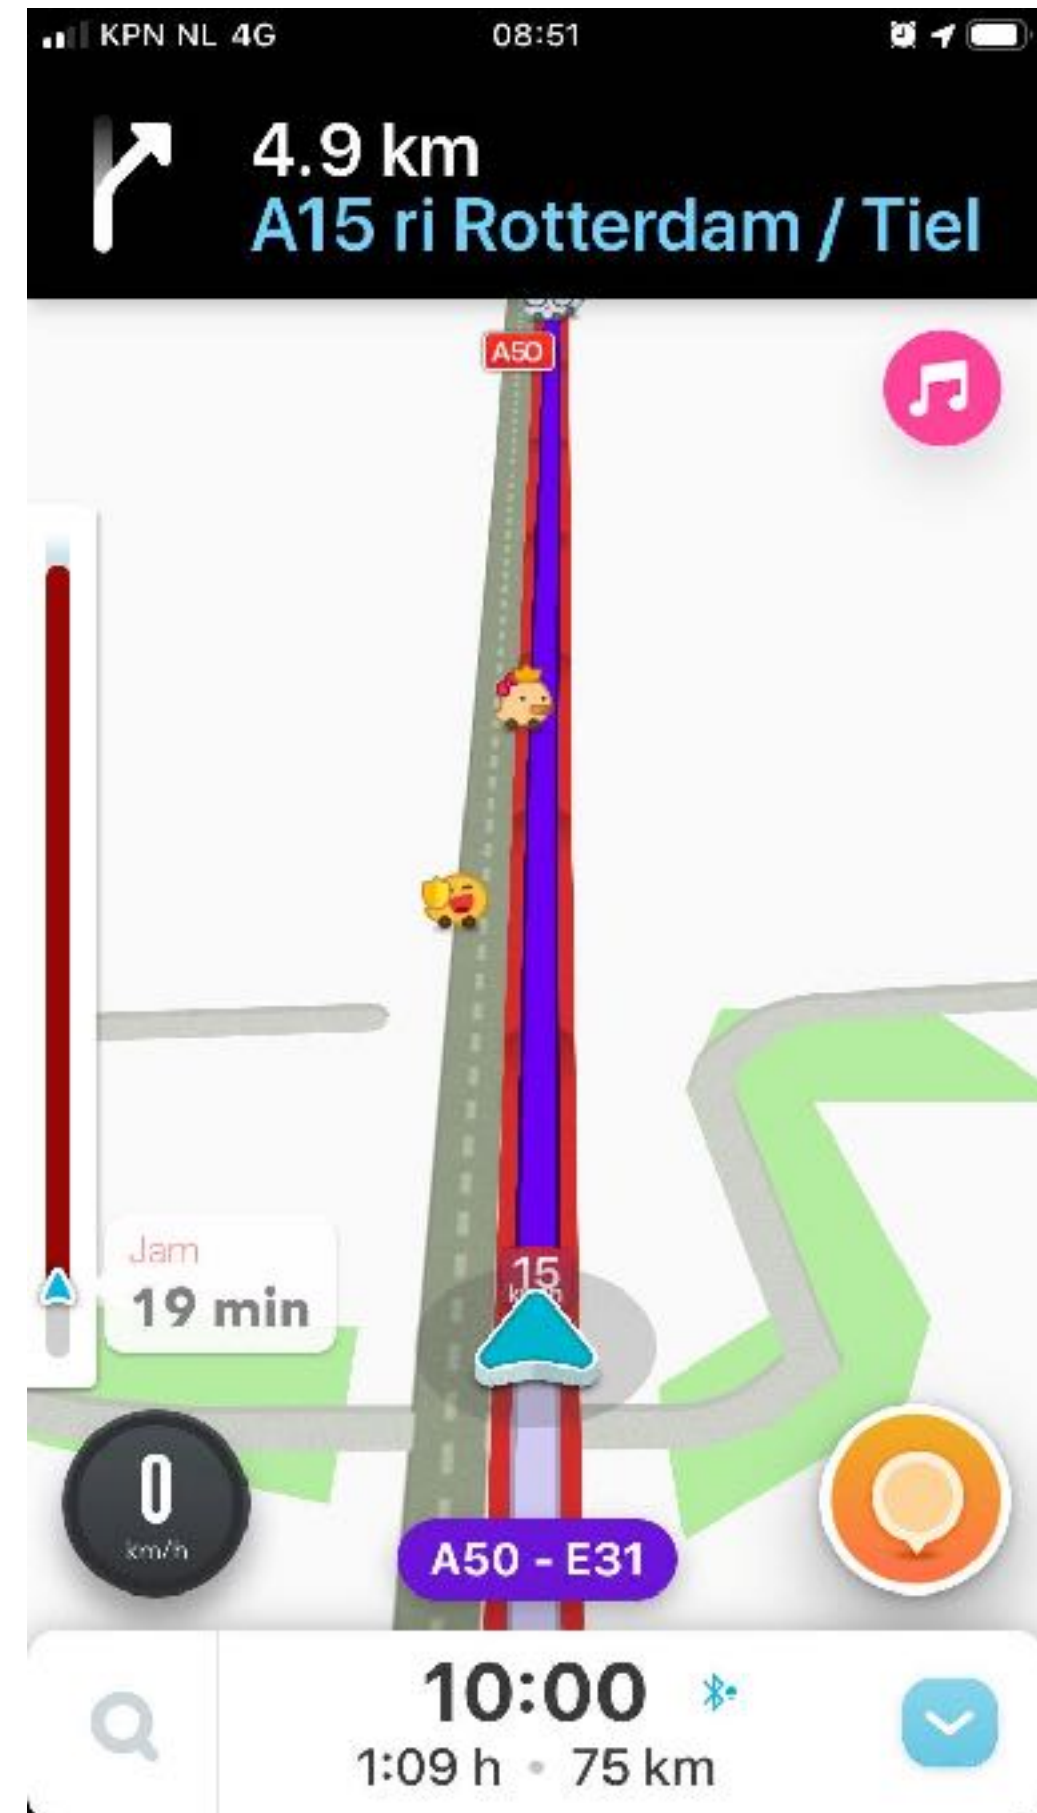 KPN NL 4G 08:51
4.9 km
A15 ri Rotterdam / Tiel
A50
Jam
19 min
15
0
km/h
A50 - E31
10:00
1:09 h • 75 km